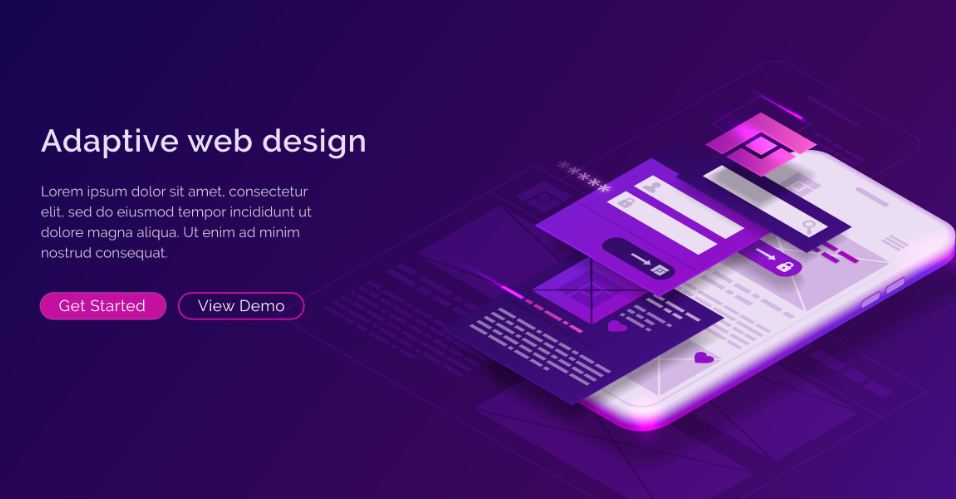 Adaptive web design
Lorem ipsum dolor sit amet, consectetur
elit, sed do eiusmod tempor incididunt ut
dolore magna aliqua. Ut enim ad minim
nostrud consequat.
Get Started
View Demo
*****